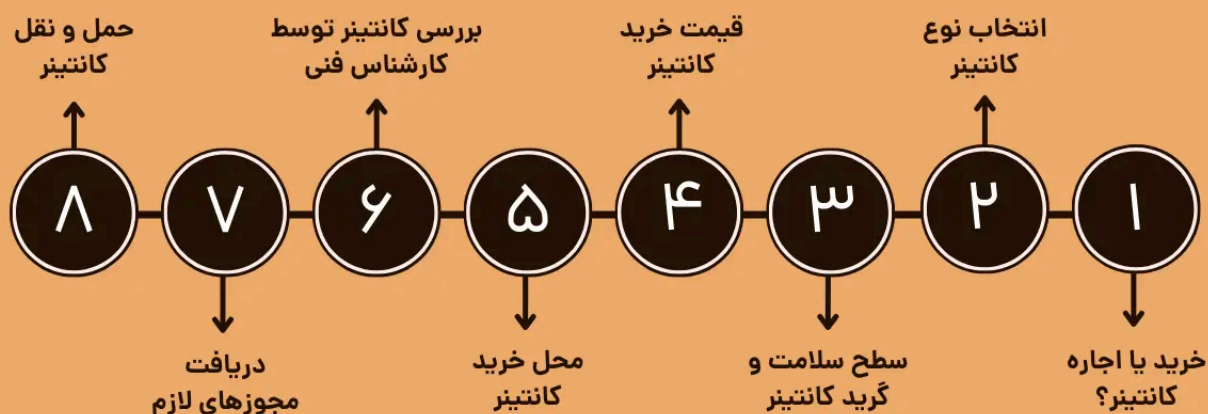 ۱
خرید یا اجاره
کانتینر؟
۲
انتخاب نوع
کانتینر
۳
سطح سلامت و
گرید کانتینر
۴
قیمت خرید
کانتینر
۵
محل خرید
کانتینر
۶
بررسی کانتینر توسط
کارشناس فنی
۷
دریافت
مجوزهای لازم
۸
حمل و نقل
کانتینر